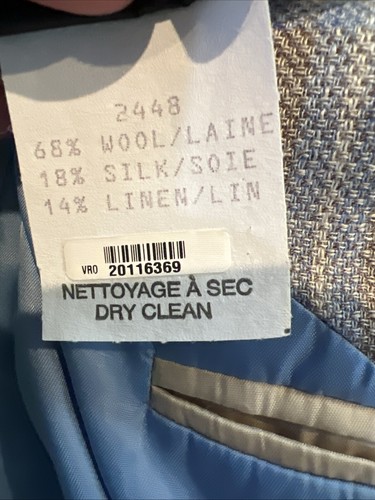 2448
68% WOOL/LAINE
18% SILK/SOIE
14% LINEN/LIN
VRO 20116369
NETTOYAGE À SEC
DRY CLEAN